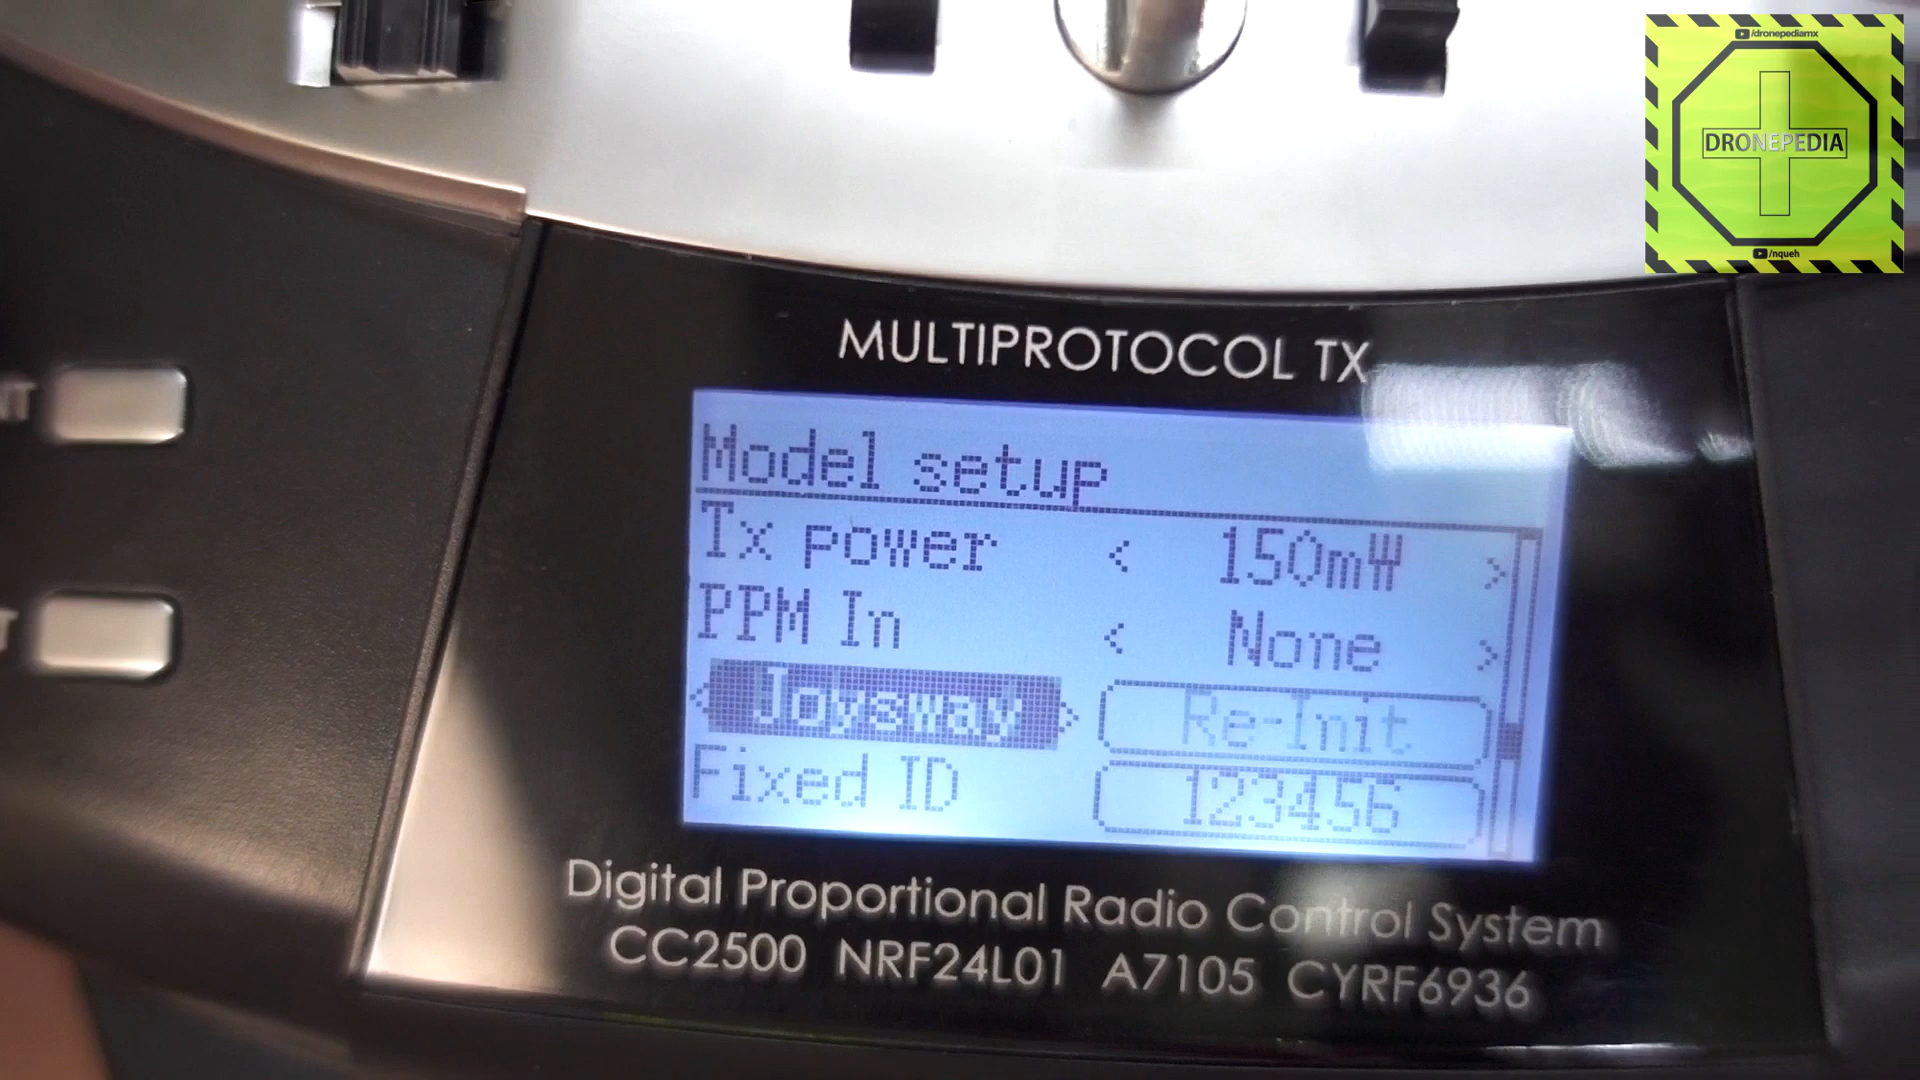 /dronepediamx
DRONEPEDIA
/nqueh
MULTIPROTOCOL TX
Model setup
Tx power < 150mW >
PPM In < None >
< Joysway > Re-Init
Fixed ID 123456
Digital Proportional Radio Control System
CC2500 NRF24L01 A7105 CYRF6936